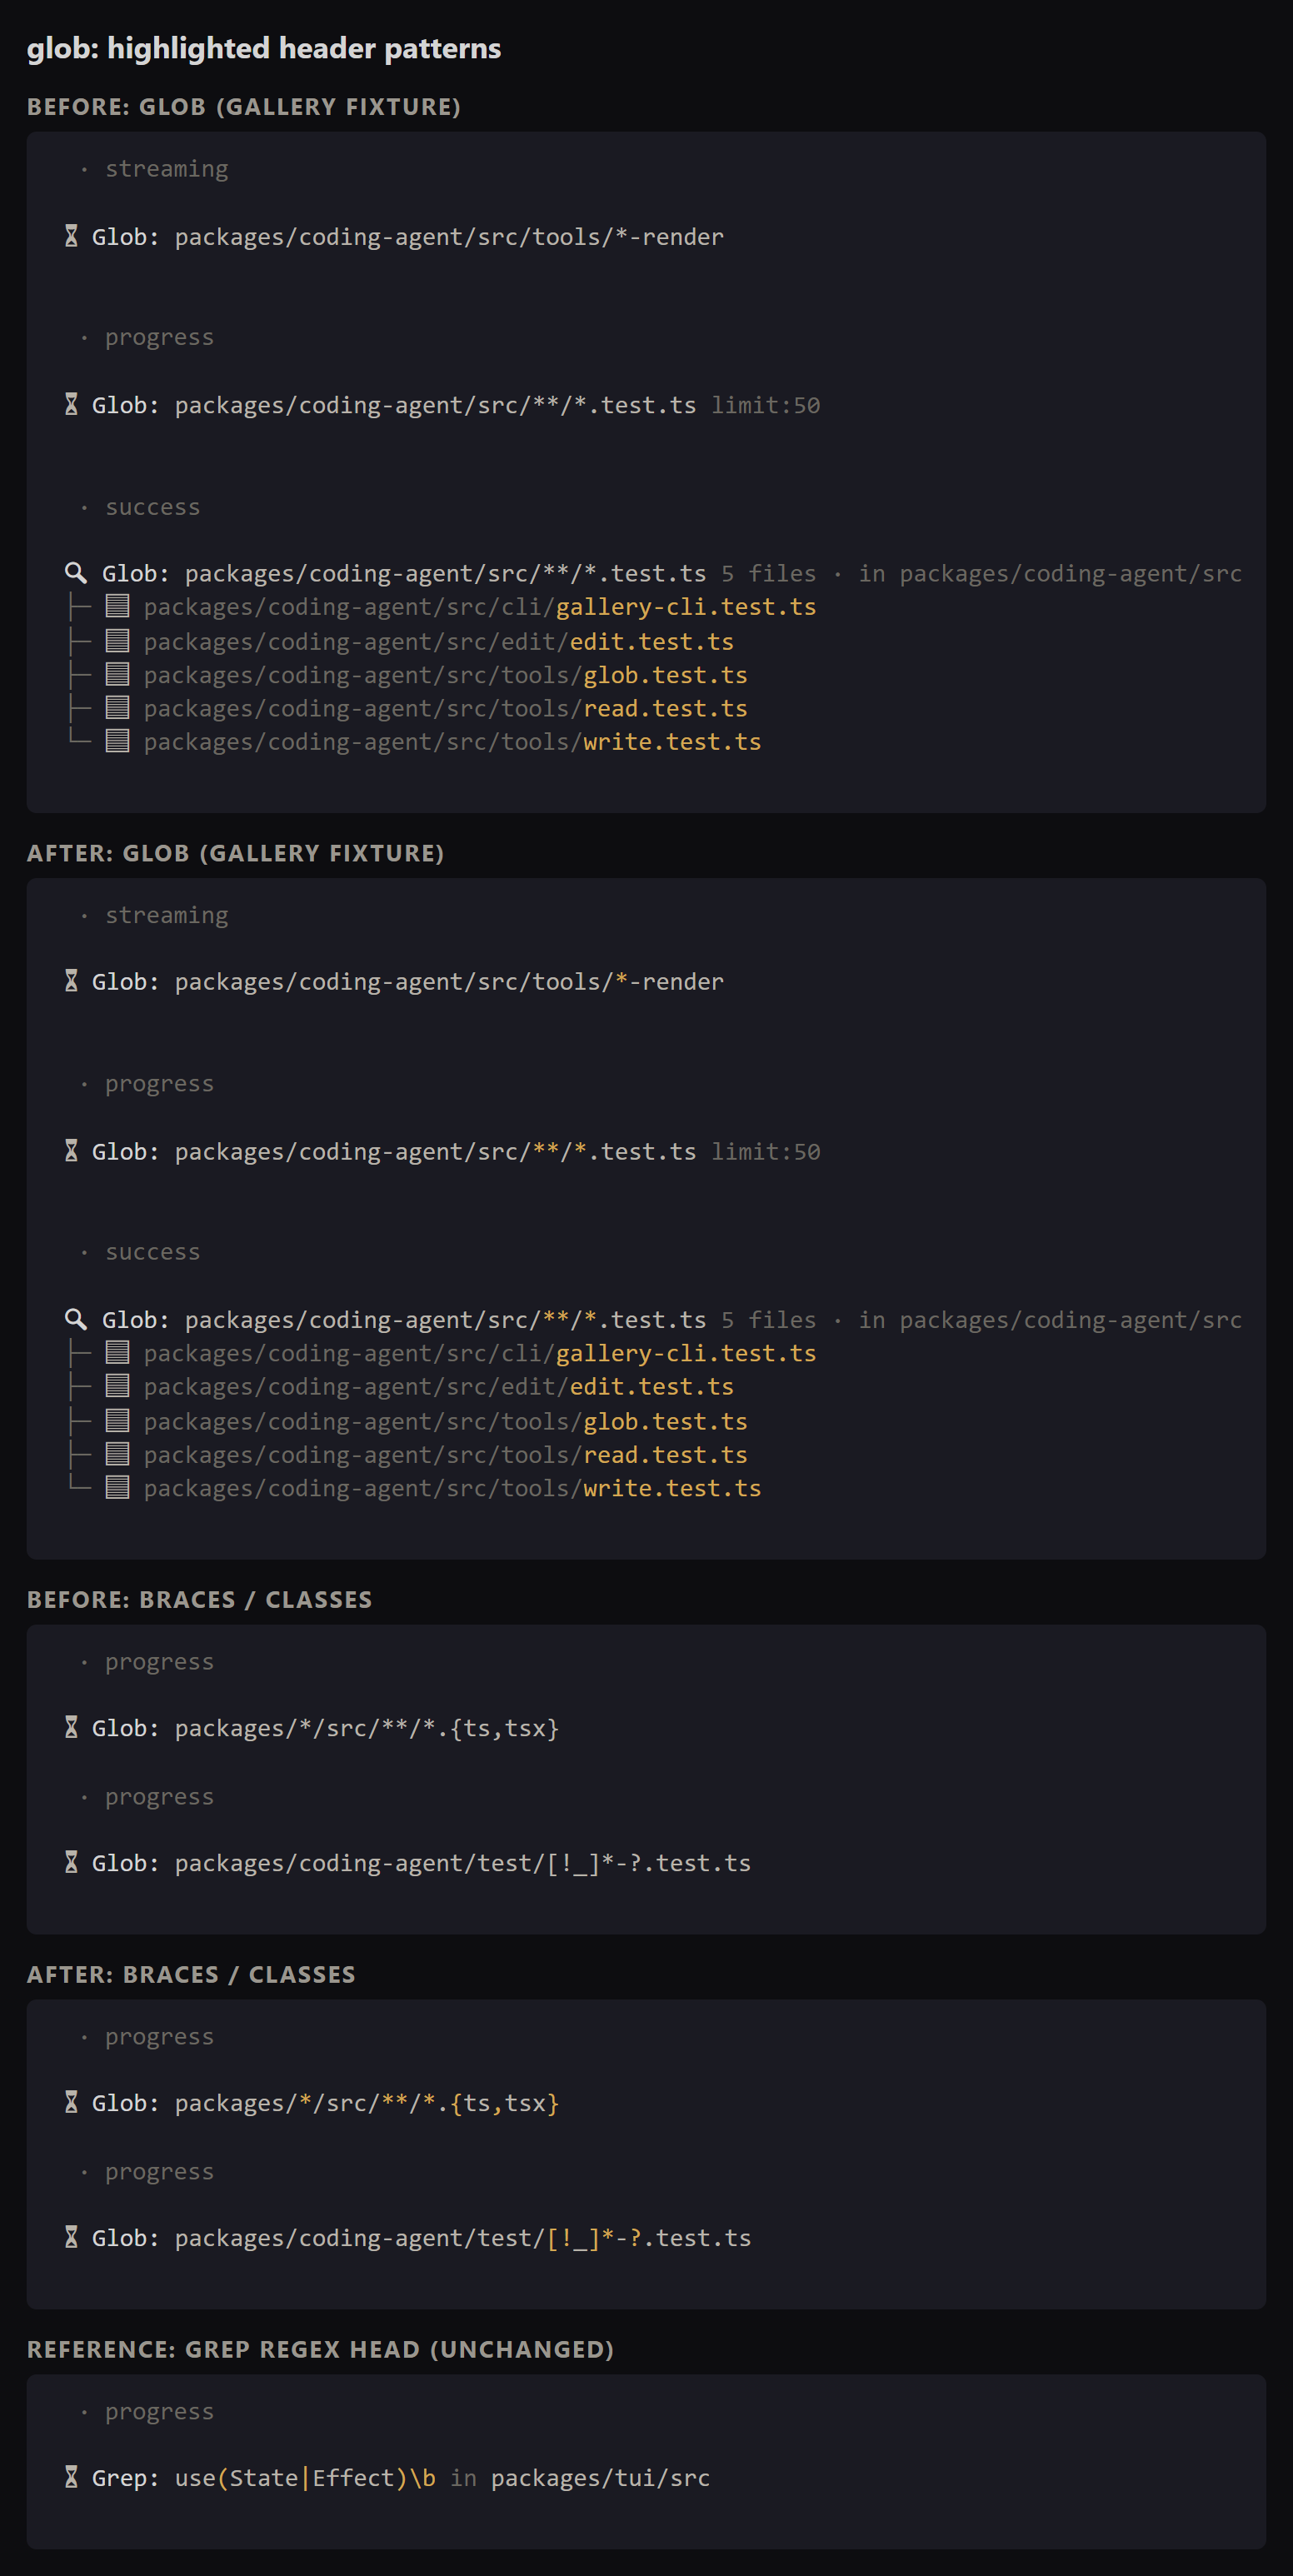 glob: highlighted header patterns
BEFORE: GLOB (GALLERY FIXTURE)
· streaming
⏳ Glob: packages/coding-agent/src/tools/*-render
· progress
⏳ Glob: packages/coding-agent/src/**/*.test.ts limit:50
· success
🔍 Glob: packages/coding-agent/src/**/*.test.ts 5 files · in packages/coding-agent/src
├─ ▤ packages/coding-agent/src/cli/gallery-cli.test.ts
├─ ▤ packages/coding-agent/src/edit/edit.test.ts
├─ ▤ packages/coding-agent/src/tools/glob.test.ts
├─ ▤ packages/coding-agent/src/tools/read.test.ts
└─ ▤ packages/coding-agent/src/tools/write.test.ts
AFTER: GLOB (GALLERY FIXTURE)
· streaming
⏳ Glob: packages/coding-agent/src/tools/*-render
· progress
⏳ Glob: packages/coding-agent/src/**/*.test.ts limit:50
· success
🔍 Glob: packages/coding-agent/src/**/*.test.ts 5 files · in packages/coding-agent/src
├─ ▤ packages/coding-agent/src/cli/gallery-cli.test.ts
├─ ▤ packages/coding-agent/src/edit/edit.test.ts
├─ ▤ packages/coding-agent/src/tools/glob.test.ts
├─ ▤ packages/coding-agent/src/tools/read.test.ts
└─ ▤ packages/coding-agent/src/tools/write.test.ts
BEFORE: BRACES / CLASSES
· progress
⏳ Glob: packages/*/src/**/*.{ts,tsx}
· progress
⏳ Glob: packages/coding-agent/test/[!_]*-?.test.ts
AFTER: BRACES / CLASSES
· progress
⏳ Glob: packages/*/src/**/*.{ts,tsx}
· progress
⏳ Glob: packages/coding-agent/test/[!_]*-?.test.ts
REFERENCE: GREP REGEX HEAD (UNCHANGED)
· progress
⏳ Grep: use(State|Effect)\b in packages/tui/src